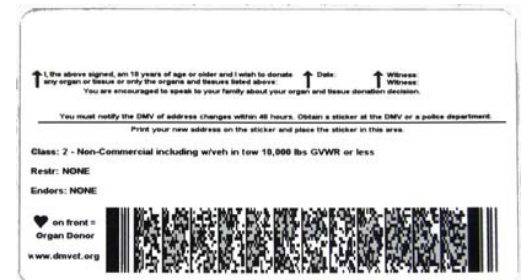 I, the above signed, am 18 years of age or older and I wish to donate Date: Witness:
any organ or tissue or only the organs and tissues listed above: Witness:
You are encouraged to speak to your family about your organ and tissue donation decision.
You must notify the DMV of address changes within 48 hours. Obtain a sticker at the DMV or a police department.
Print your new address on the sticker and place the sticker in this area.
Class: 2 - Non-Commercial including w/veh in tow 10,000 lbs GVWR or less
Restr: NONE
Endors: NONE
on front =
Organ Donor
www.dmvct.org